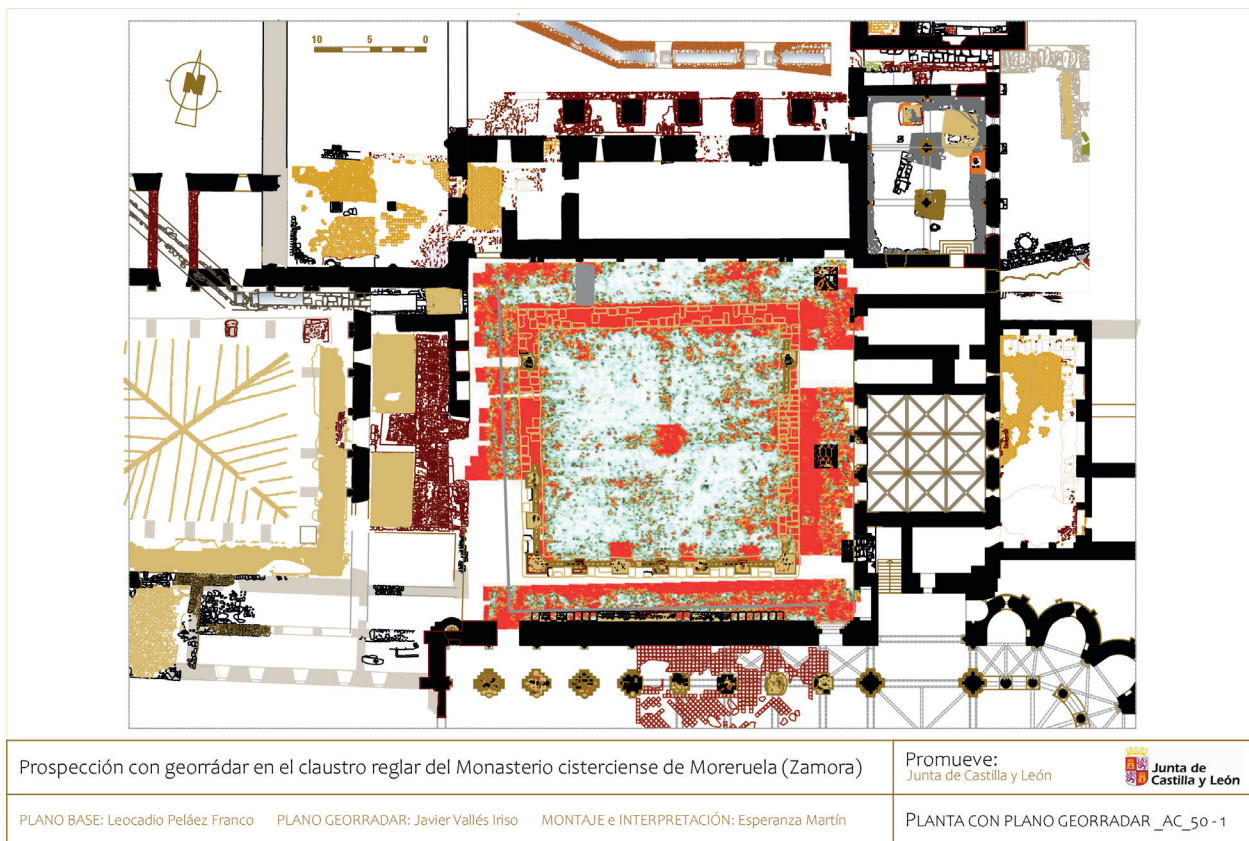 10 5 0
N
Prospección con georrádar en el claustro reglar del Monasterio cisterciense de Moreruela (Zamora)
Promueve:
Junta de Castilla y León
Junta de
Castilla y León
PLANO BASE: Leocadio Peláez Franco PLANO GEORRADAR: Javier Vallés Iriso MONTAJE e INTERPRETACIÓN: Esperanza Martín
PLANTA CON PLANO GEORRADAR _AC_50 - 1